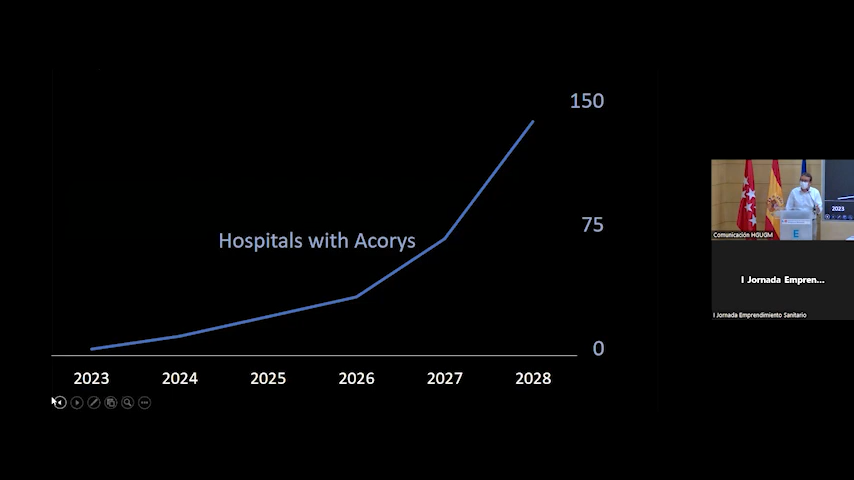 150
75
Hospitals with Acorys
0
2023 2024 2025 2026 2027 2028
2023
Comunicación HGUGM
E
I Jornada Empren...
I Jornada Emprendimiento Sanitario